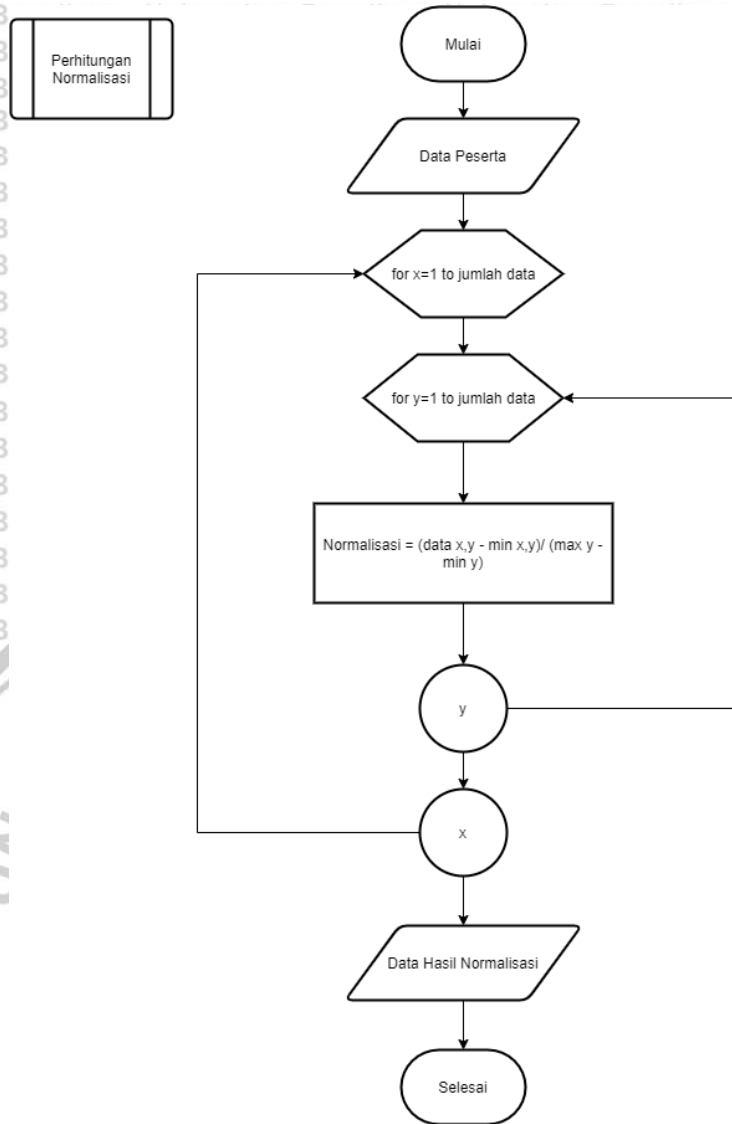 Perhitungan
Normalisasi
Mulai
Data Peserta
for x=1 to jumlah data
for y=1 to jumlah data
Normalisasi = (data x,y - min x,y)/ (max y -
min y)
y
x
Data Hasil Normalisasi
Selesai